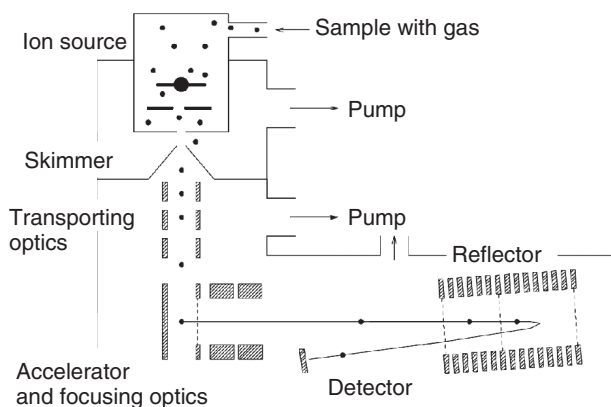 Ion source
Sample with gas
Pump
Skimmer
Transporting
optics
Pump
Reflector
Accelerator
and focusing optics
Detector